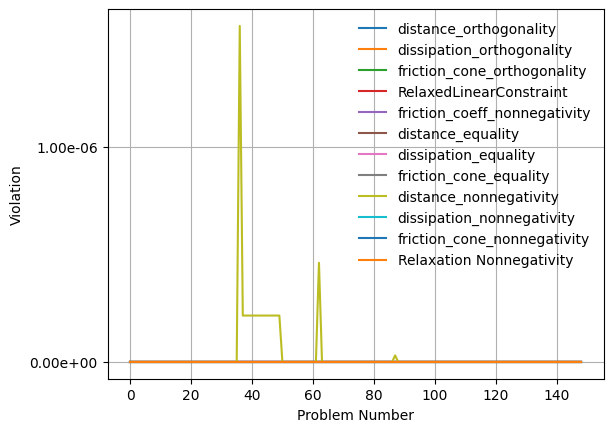 distance_orthogonality
dissipation_orthogonality
friction_cone_orthogonality
RelaxedLinearConstraint
friction_coeff_nonnegativity
distance_equality
dissipation_equality
friction_cone_equality
distance_nonnegativity
dissipation_nonnegativity
friction_cone_nonnegativity
Relaxation Nonnegativity
1.00e-06
0.00e+00
Violation
0 20 40 60 80 100 120 140
Problem Number